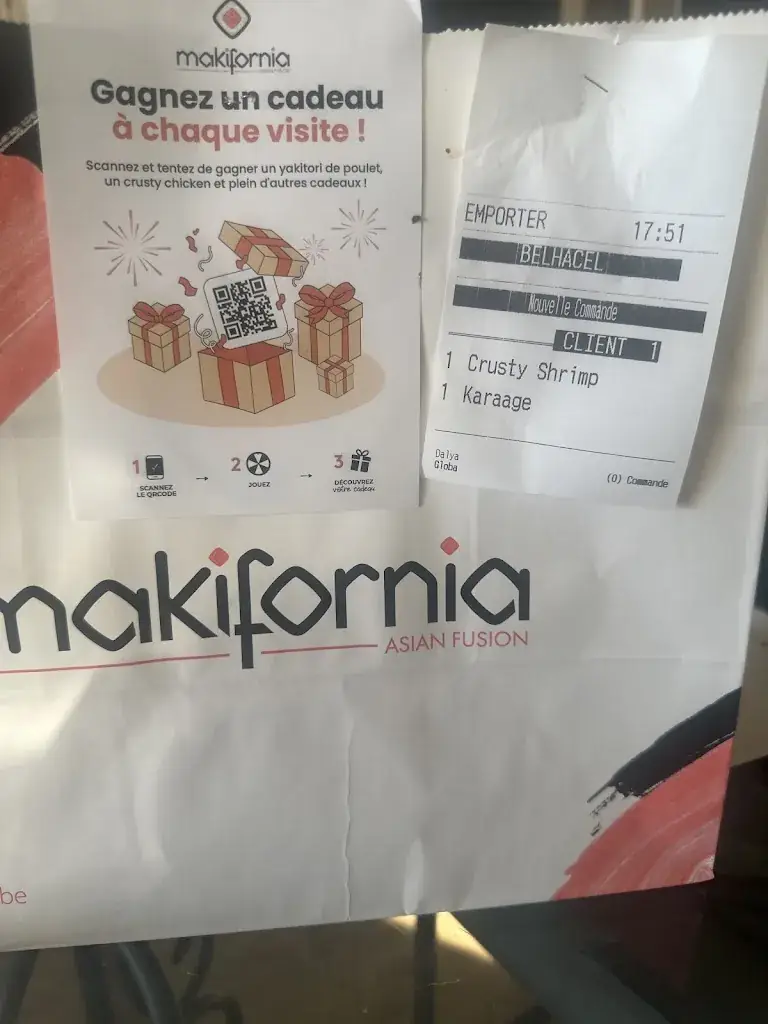 makifornia
Gagnez un cadeau
à chaque visite !
Scannez et tentez de gagner un yakitori de poulet,
un crusty chicken et plein d'autres cadeaux !
1
SCANNEZ
LE QRCODE
2
JOUEZ
3
DÉCOUVREZ
votre cadeau
EMPORTER 17:51
BELHACEL
Nouvelle Commande
CLIENT 1
1 Crusty Shrimp
1 Karaage
Dalya
Globa
(0) Commande
makifornia
ASIAN FUSION
be